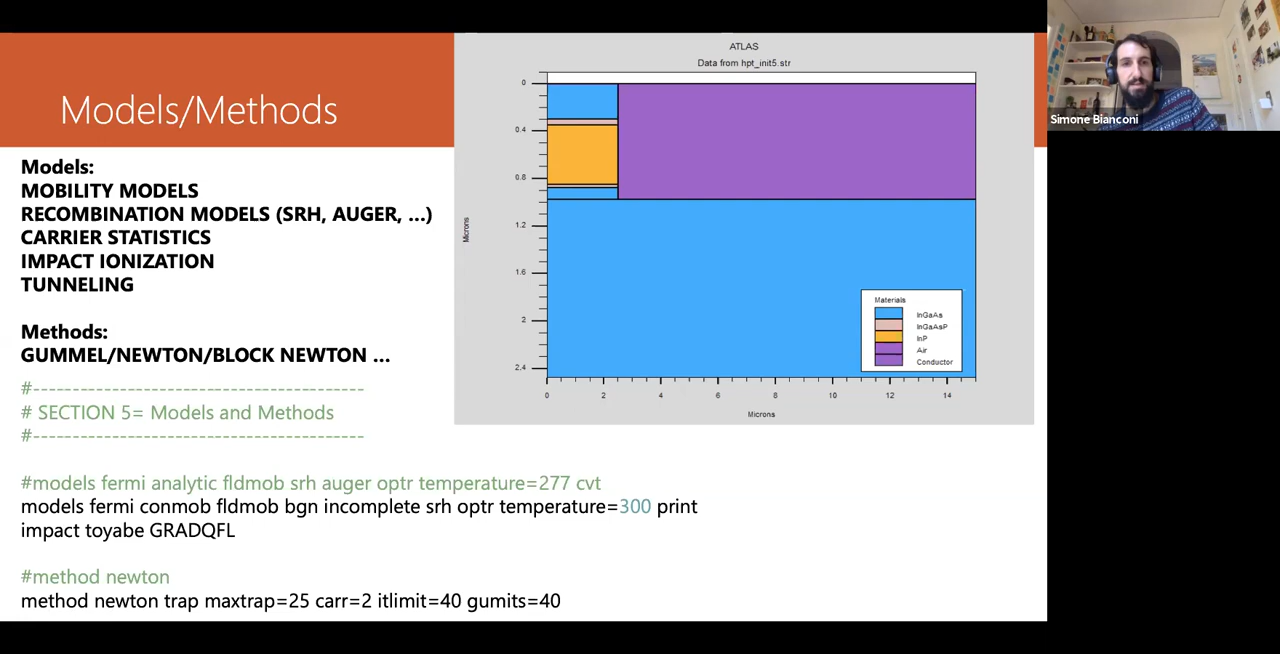 Models/Methods
Models:
MOBILITY MODELS
RECOMBINATION MODELS (SRH, AUGER, ...)
CARRIER STATISTICS
IMPACT IONIZATION
TUNNELING
Methods:
GUMMEL/NEWTON/BLOCK NEWTON ...
#------------------------------------------
# SECTION 5= Models and Methods
#------------------------------------------
#models fermi analytic fldmob srh auger optr temperature=277 cvt
models fermi conmob fldmob bgn incomplete srh optr temperature=300 print
impact toyabe GRADQFL
#method newton
method newton trap maxtrap=25 carr=2 itlimit=40 gumits=40
ATLAS
Data from hpt_init5.str
Microns
0
0.4
0.8
1.2
1.6
2
2.4
0 2 4 6 8 10 12 14
Microns
Materials
InGaAs
InGaAsP
InP
Air
Conductor
Simone Bianconi